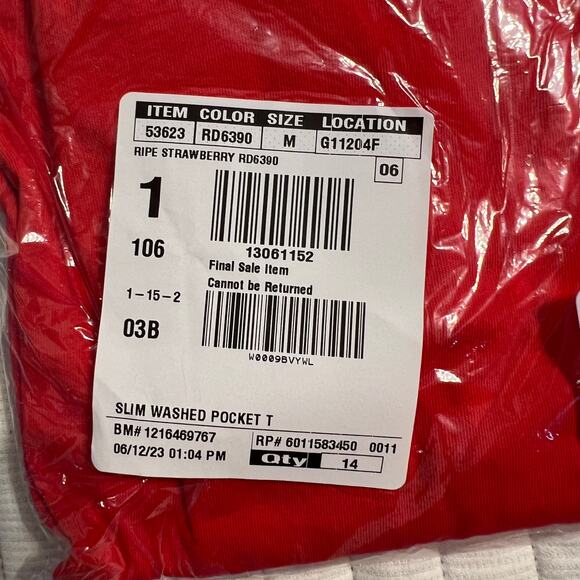 ITEM COLOR SIZE LOCATION
53623 RD6390 M G11204F
RIPE STRAWBERRY RD6390
06
1
13061152
106
Final Sale Item
Cannot be Returned
1-15-2
03B
W0009BVYWL
SLIM WASHED POCKET T
BM# 1216469767
RP# 6011583450 0011
06/12/23 01:04 PM
Qty 14